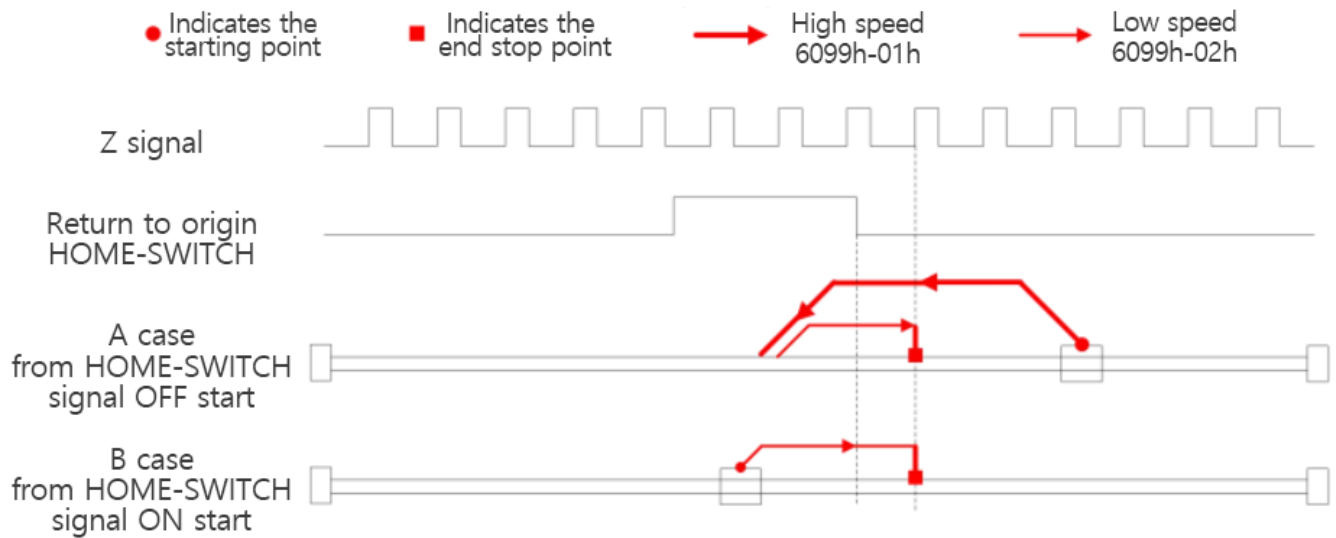 Indicates the
starting point
Indicates the
end stop point
High speed
6099h-01h
Low speed
6099h-02h
Z signal
Return to origin
HOME-SWITCH
A case
from HOME-SWITCH
signal OFF start
B case
from HOME-SWITCH
signal ON start